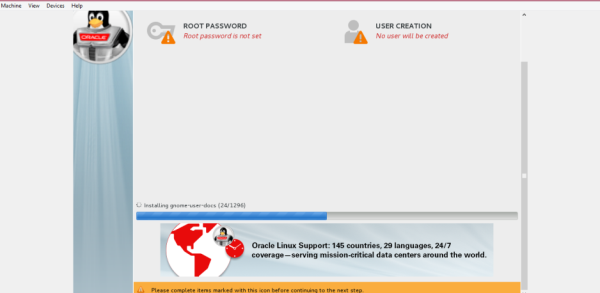 Machine View Devices Help
ORACLE
ROOT PASSWORD
Root password is not set
USER CREATION
No user will be created
Installing gnome-user-docs (24/1296)
Oracle Linux Support: 145 countries, 29 languages, 24/7
coverage—serving mission-critical data centers around the world.
Please complete items marked with this icon before continuing to the next step.